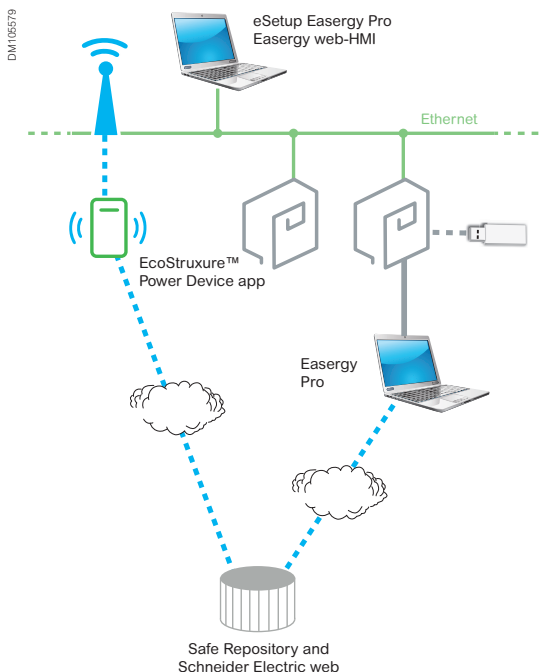 DM105579
eSetup Easergy Pro
Easergy web-HMI
Ethernet
EcoStruxure™
Power Device app
Easergy
Pro
Safe Repository and
Schneider Electric web